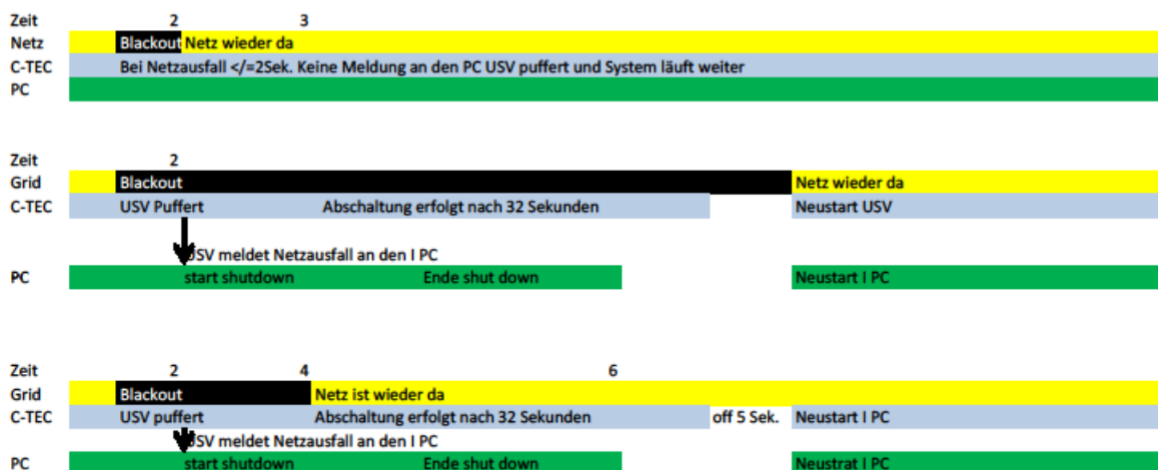 Zeit 2 3
Netz Blackout Netz wieder da
C-TEC Bei Netzausfall </=2Sek. Keine Meldung an den PC USV puffert und System läuft weiter
PC
Zeit 2
Grid Blackout Netz wieder da
C-TEC USV Puffert Abschaltung erfolgt nach 32 Sekunden Neustart USV
USV meldet Netzausfall an den I PC
PC start shutdown Ende shut down Neustart I PC
Zeit 2 4 6
Grid Blackout Netz ist wieder da
C-TEC USV puffert Abschaltung erfolgt nach 32 Sekunden off 5 Sek. Neustart I PC
USV meldet Netzausfall an den I PC
PC start shutdown Ende shut down Neustrat I PC